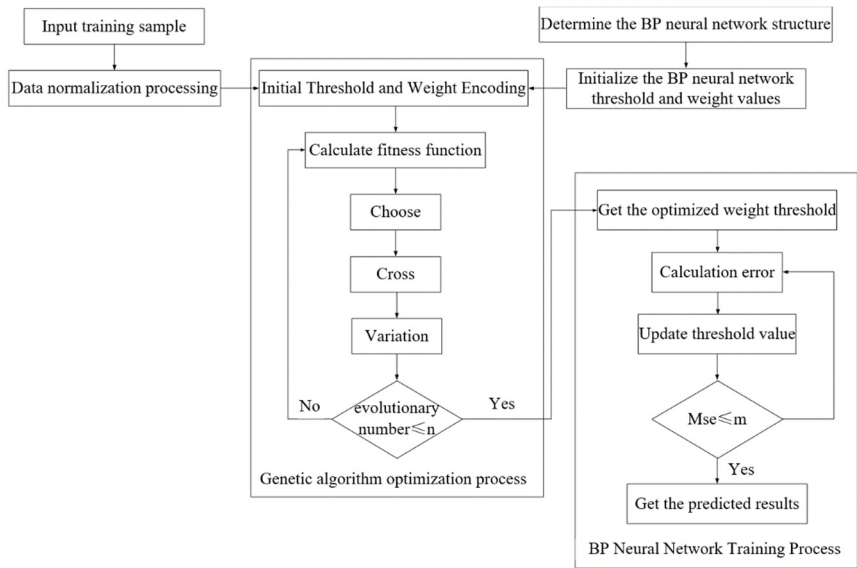 Input training sample
Data normalization processing
Determine the BP neural network structure
Initialize the BP neural network
threshold and weight values
Initial Threshold and Weight Encoding
Calculate fitness function
Choose
Cross
Variation
evolutionary
number≤n
No
Yes
Genetic algorithm optimization process
Get the optimized weight threshold
Calculation error
Update threshold value
Mse≤m
Yes
Get the predicted results
BP Neural Network Training Process